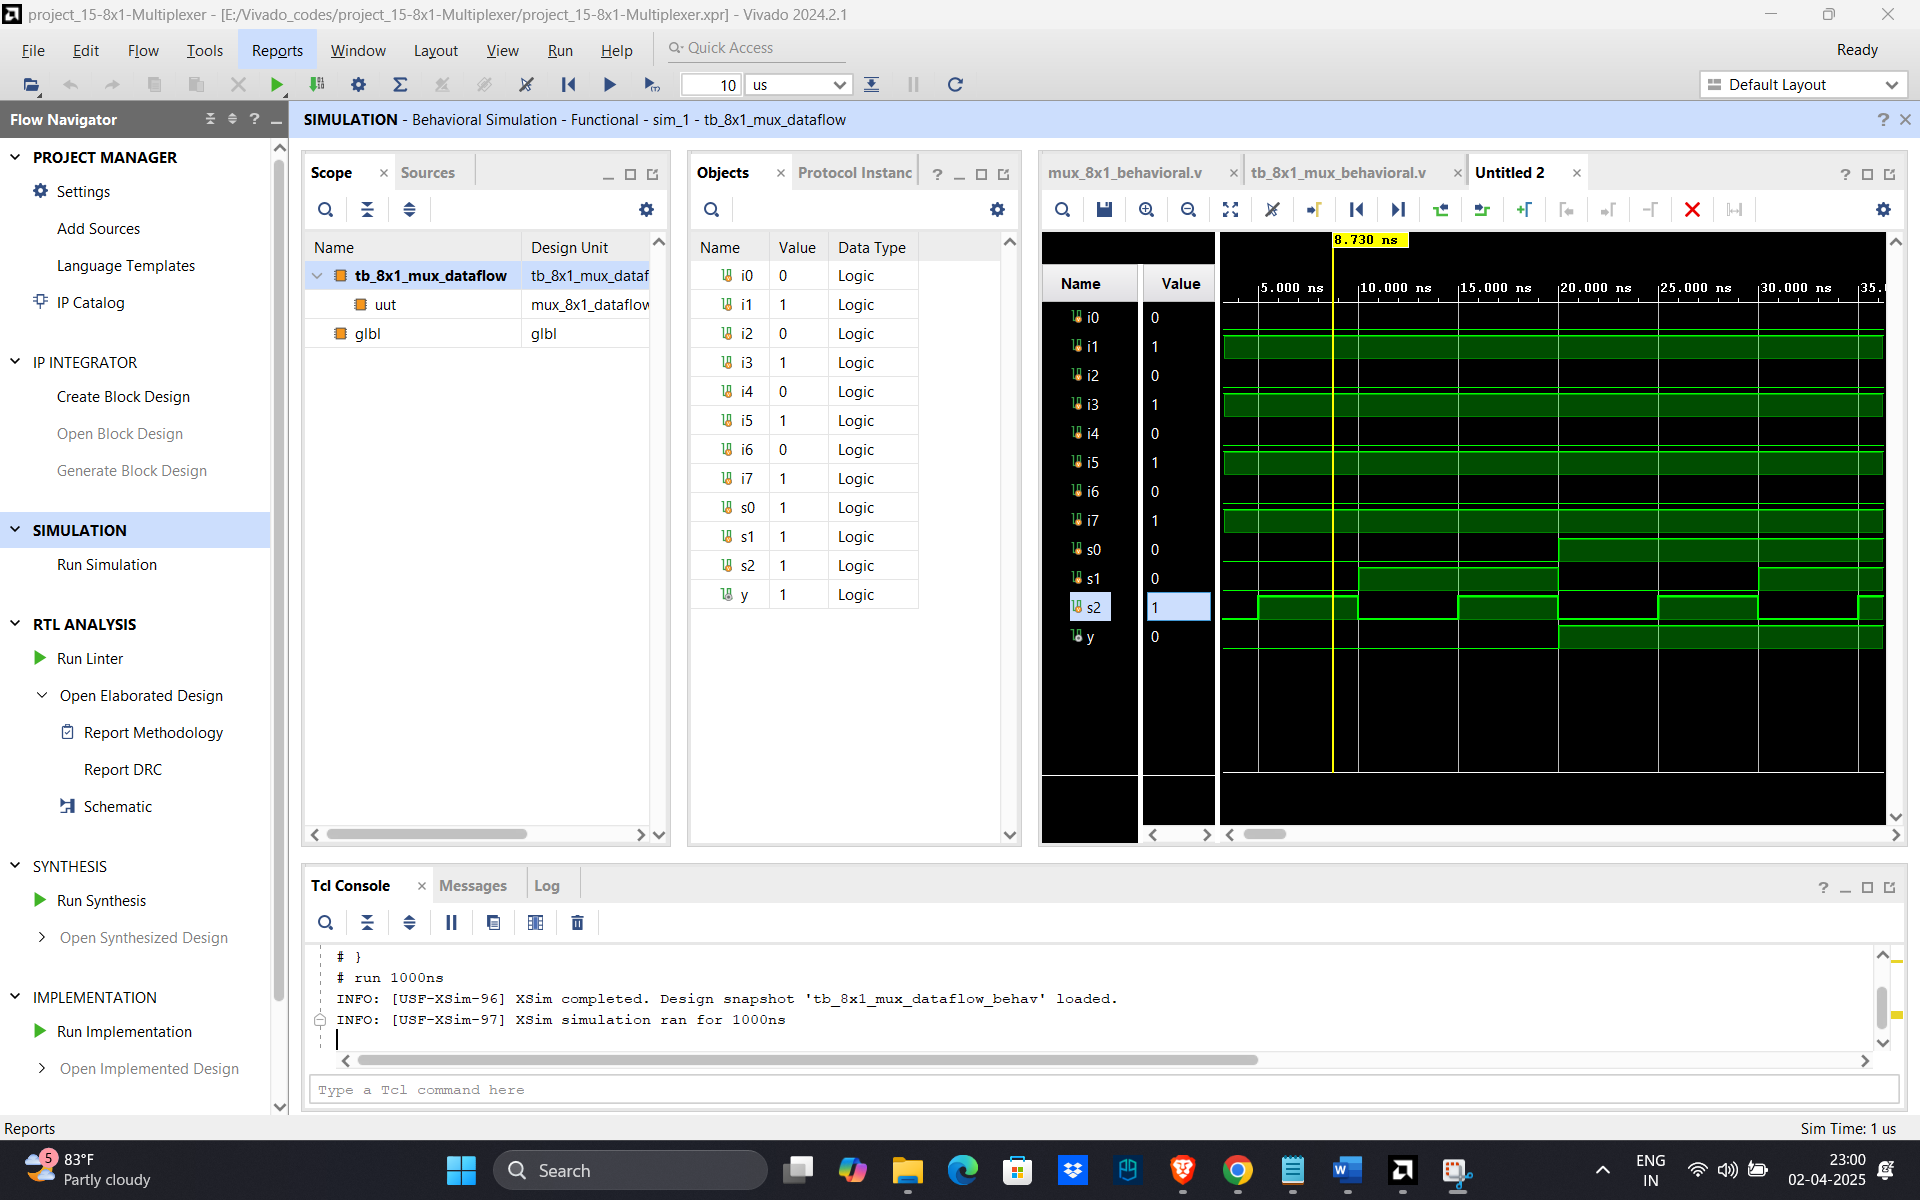 project_15-8x1-Multiplexer - [E:/Vivado_codes/project_15-8x1-Multiplexer/project_15-8x1-Multiplexer.xpr] - Vivado 2024.2.1
File Edit Flow Tools Reports Window Layout View Run Help Quick Access Ready
10 us Default Layout
Flow Navigator
PROJECT MANAGER
Settings
Add Sources
Language Templates
IP Catalog
IP INTEGRATOR
Create Block Design
Open Block Design
Generate Block Design
SIMULATION
Run Simulation
RTL ANALYSIS
Run Linter
Open Elaborated Design
Report Methodology
Report DRC
Schematic
SYNTHESIS
Run Synthesis
Open Synthesized Design
IMPLEMENTATION
Run Implementation
Open Implemented Design
SIMULATION - Behavioral Simulation - Functional - sim_1 - tb_8x1_mux_dataflow
Scope Sources
Name Design Unit
tb_8x1_mux_dataflow tb_8x1_mux_dataf
uut mux_8x1_dataflow
glbl glbl
Objects Protocol Instanc
Name Value Data Type
i0 0 Logic
i1 1 Logic
i2 0 Logic
i3 1 Logic
i4 0 Logic
i5 1 Logic
i6 0 Logic
i7 1 Logic
s0 1 Logic
s1 1 Logic
s2 1 Logic
y 1 Logic
mux_8x1_behavioral.v tb_8x1_mux_behavioral.v Untitled 2
8.730 ns
Name Value
5.000 ns 10.000 ns 15.000 ns 20.000 ns 25.000 ns 30.000 ns 35.
i0 0
i1 1
i2 0
i3 1
i4 0
i5 1
i6 0
i7 1
s0 0
s1 0
s2 1
y 0
Tcl Console Messages Log
# }
# run 1000ns
INFO: [USF-XSim-96] XSim completed. Design snapshot 'tb_8x1_mux_dataflow_behav' loaded.
INFO: [USF-XSim-97] XSim simulation ran for 1000ns
Type a Tcl command here
Reports Sim Time: 1 us
5
83°F
Partly cloudy
Search
ENG
IN
23:00
02-04-2025